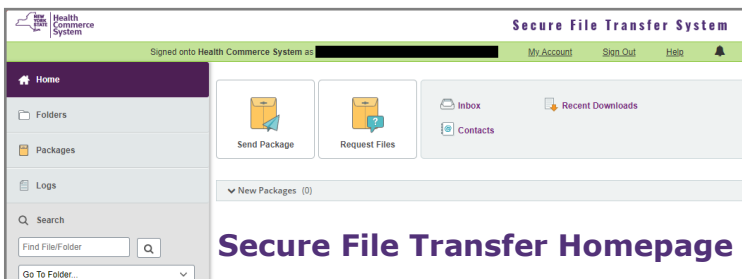 NEW YORK STATE
Health Commerce System
Secure File Transfer System
Signed onto Health Commerce System as
My Account Sign Out Help
Home
Folders
Packages
Logs
Search
Find File/Folder
Go To Folder...
Send Package
Request Files
Inbox
Recent Downloads
Contacts
New Packages (0)
Secure File Transfer Homepage